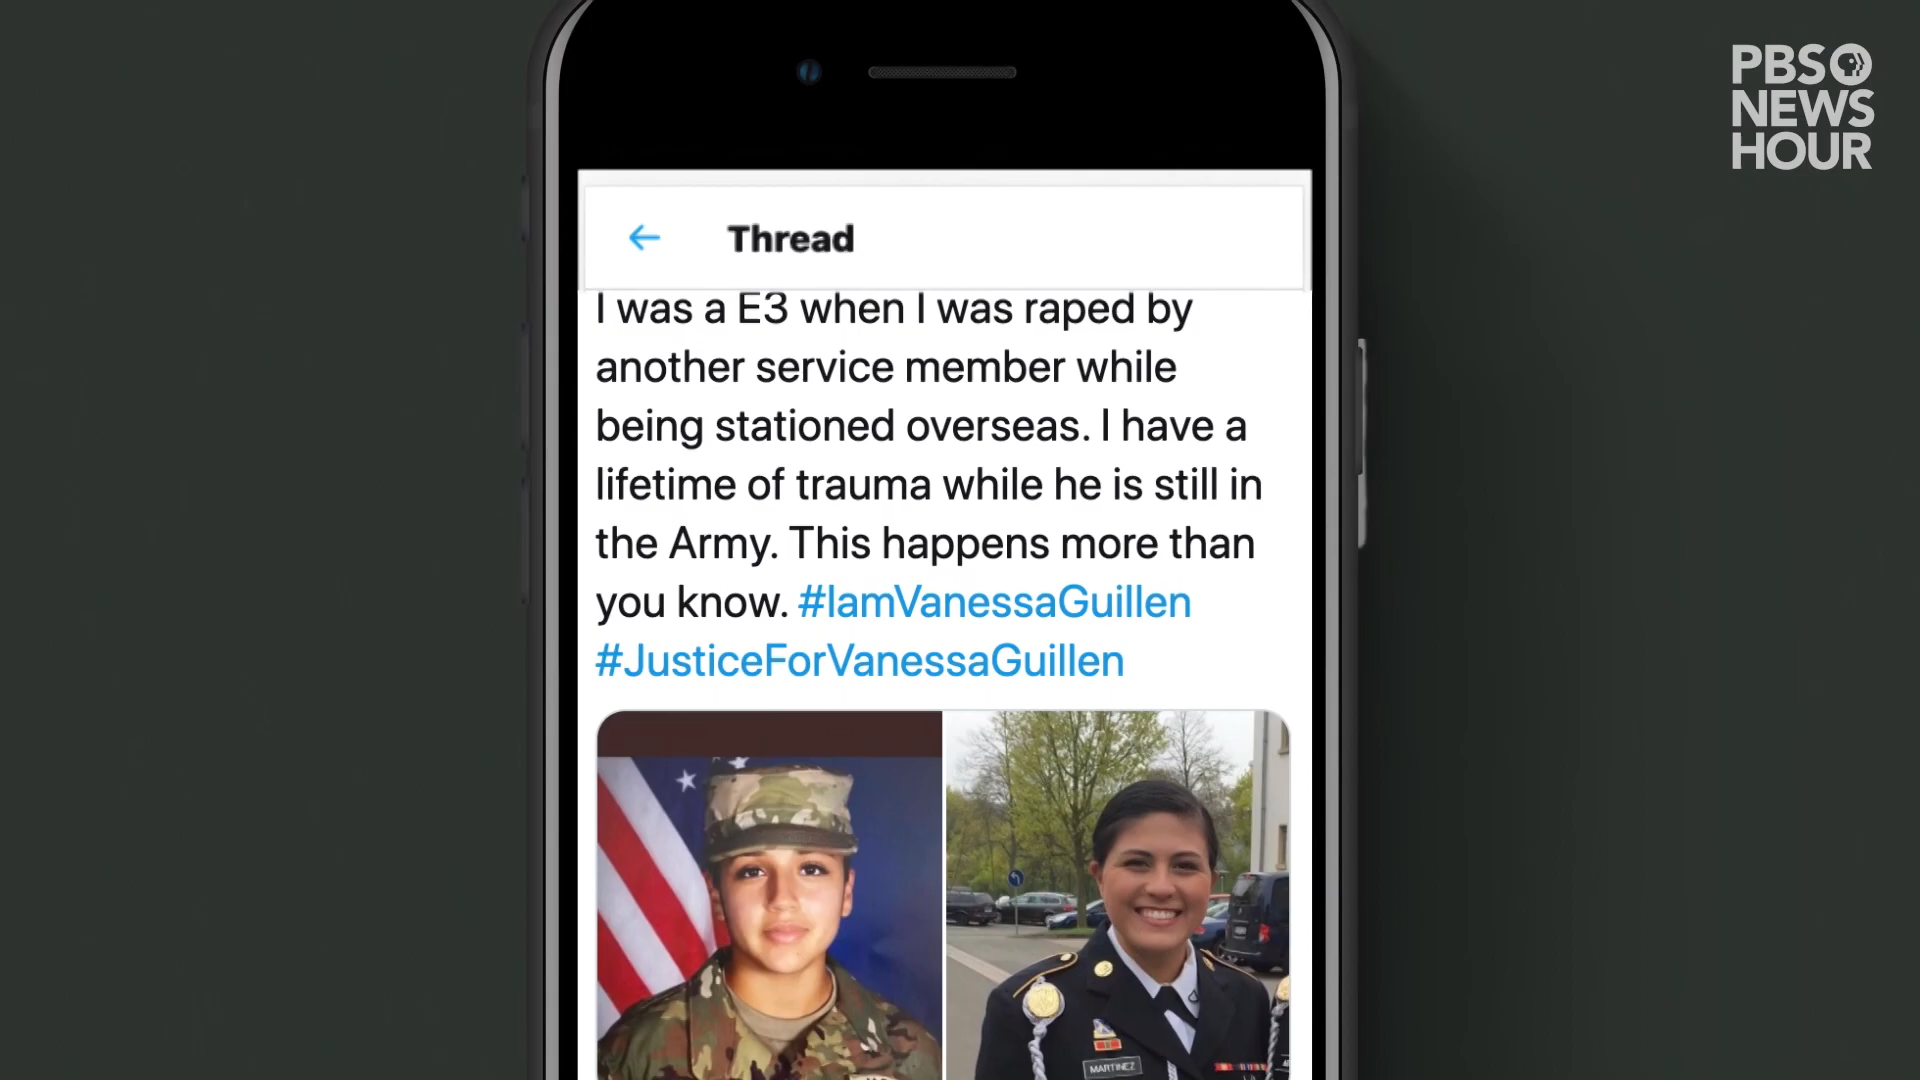 PBS
NEWS
HOUR
Thread
I was a E3 when I was raped by
another service member while
being stationed overseas. I have a
lifetime of trauma while he is still in
the Army. This happens more than
you know. #IamVanessaGuillen
#JusticeForVanessaGuillen
MARTINEZ